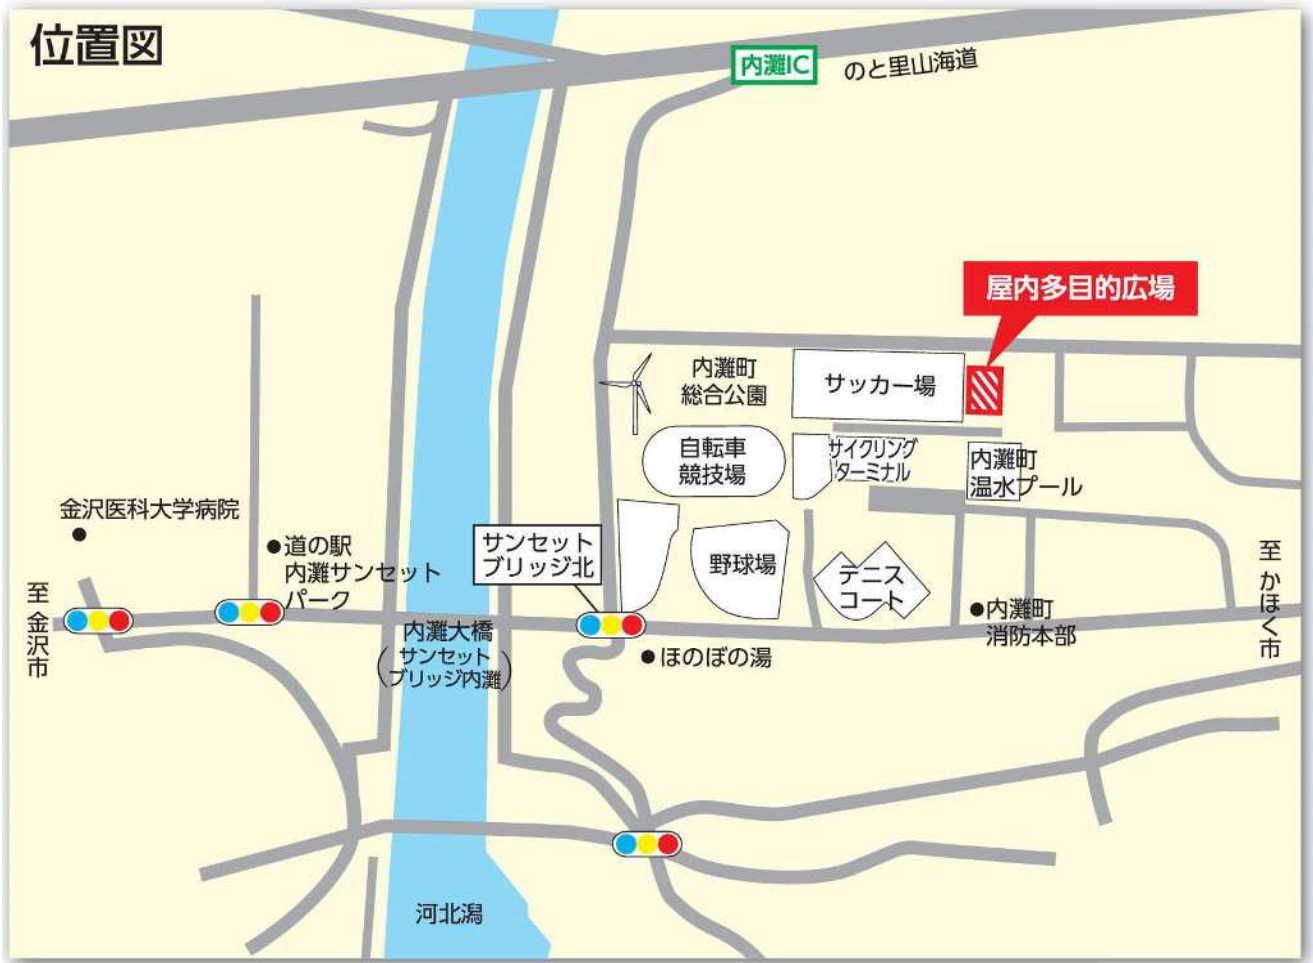 位置図
内灘IC
のと里山海道
屋内多目的広場
内灘町
総合公園
サッカー場
自転車
競技場
サイクリング
ターミナル
内灘町
温水プール
金沢医科大学病院
道の駅
内灘サンセット
パーク
サンセット
ブリッジ北
野球場
テニス
コート
内灘町
消防本部
至 かほく市
至 金沢市
内灘大橋
(サンセット
ブリッジ内灘)
ほのぼの湯
河北潟